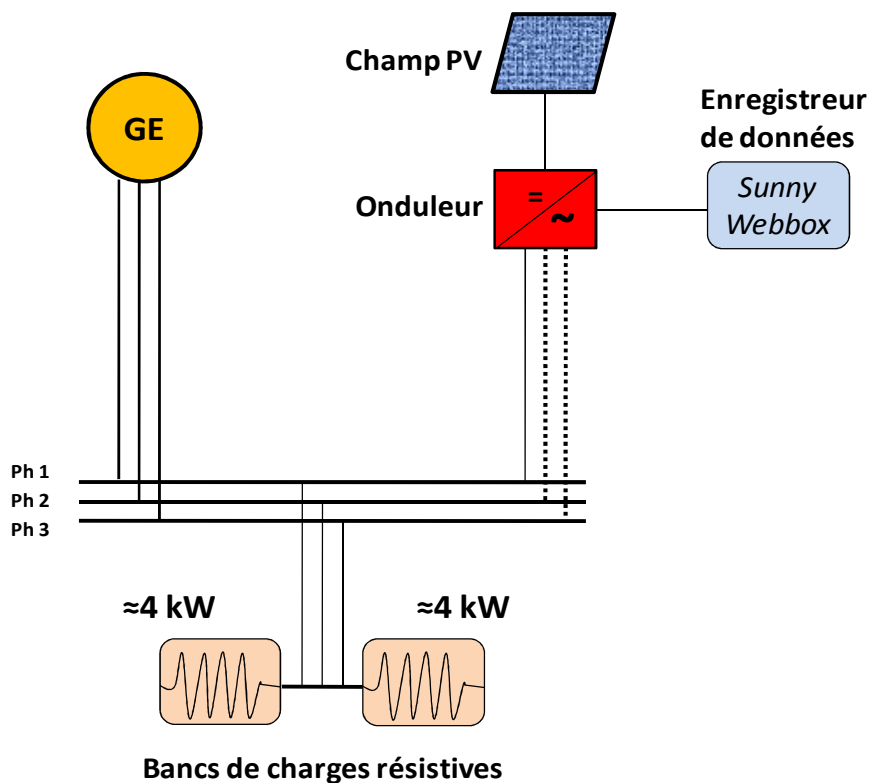 Champ PV
GE
Enregistreur
de données
Onduleur
=
~
Sunny
Webbox
Ph 1
Ph 2
Ph 3
≈4 kW
≈4 kW
Bancs de charges résistives